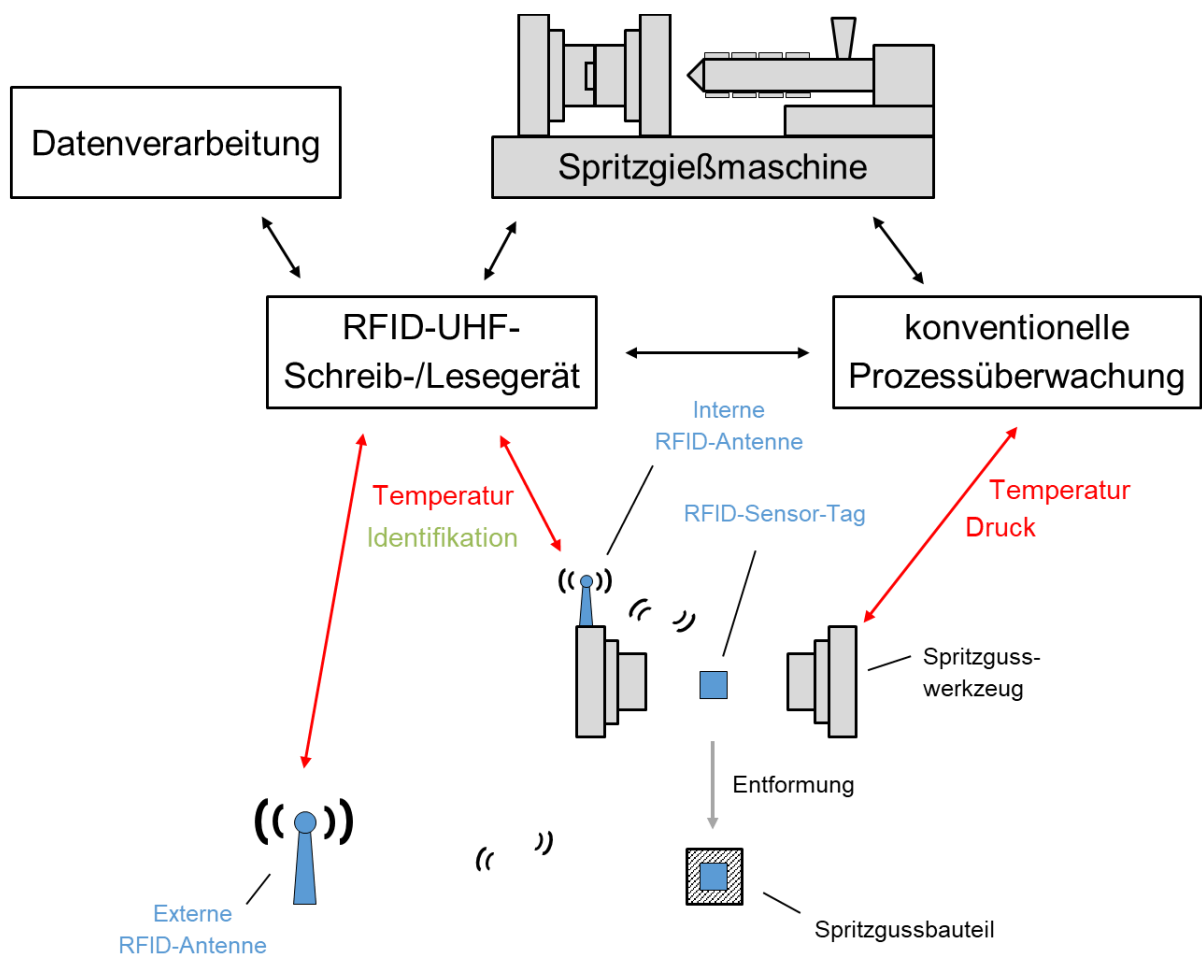 Datenverarbeitung
Spritzgießmaschine
RFID-UHF-
Schreib-/Lesegerät
konventionelle
Prozessüberwachung
Interne
RFID-Antenne
Temperatur
Identifikation
RFID-Sensor-Tag
Temperatur
Druck
Spritzguss-
werkzeug
Entformung
Externe
RFID-Antenne
Spritzgussbauteil